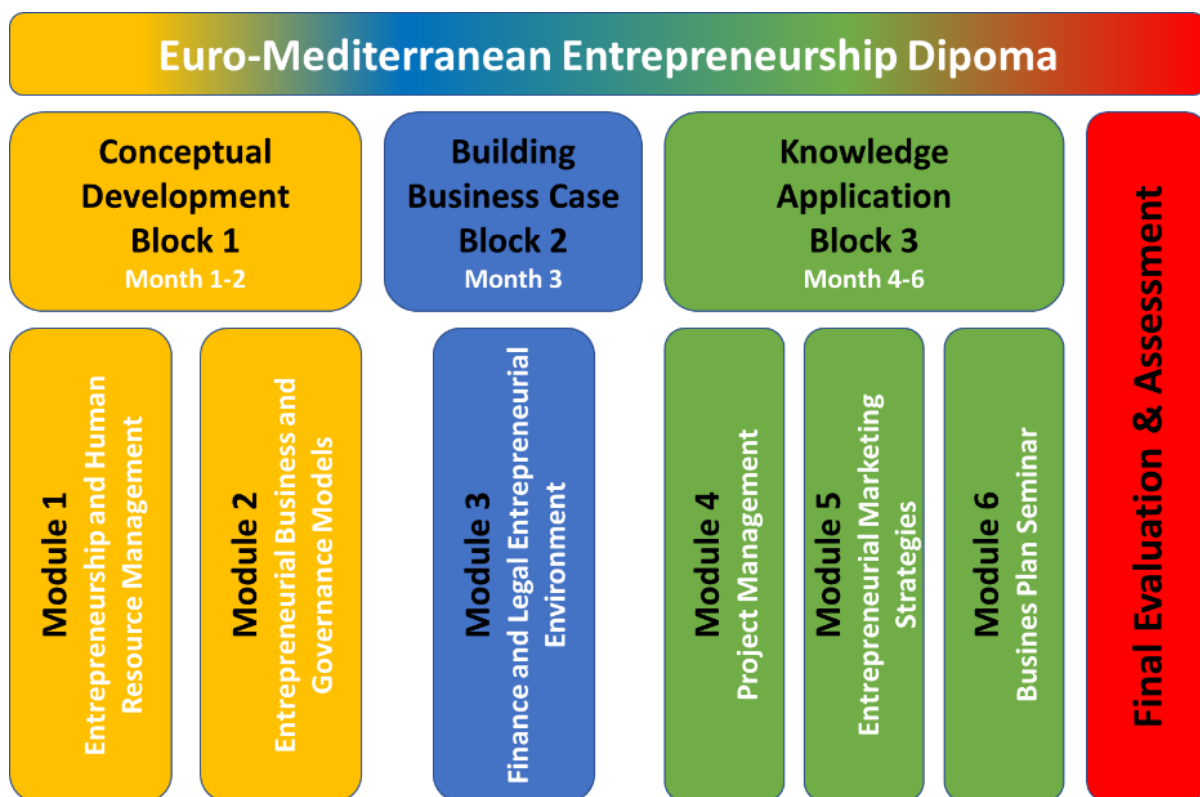 Euro-Mediterranean Entrepreneurship Dipoma
Conceptual
Development
Block 1
Month 1-2
Building
Business Case
Block 2
Month 3
Knowledge
Application
Block 3
Month 4-6
Module 1
Entrepreneurship and Human
Resource Management
Module 2
Entrepreneurial Business and
Governance Models
Module 3
Finance and Legal Entrepreneurial
Environment
Module 4
Project Management
Module 5
Entrepreneurial Marketing
Strategies
Module 6
Busines Plan Seminar
Final Evaluation & Assessment